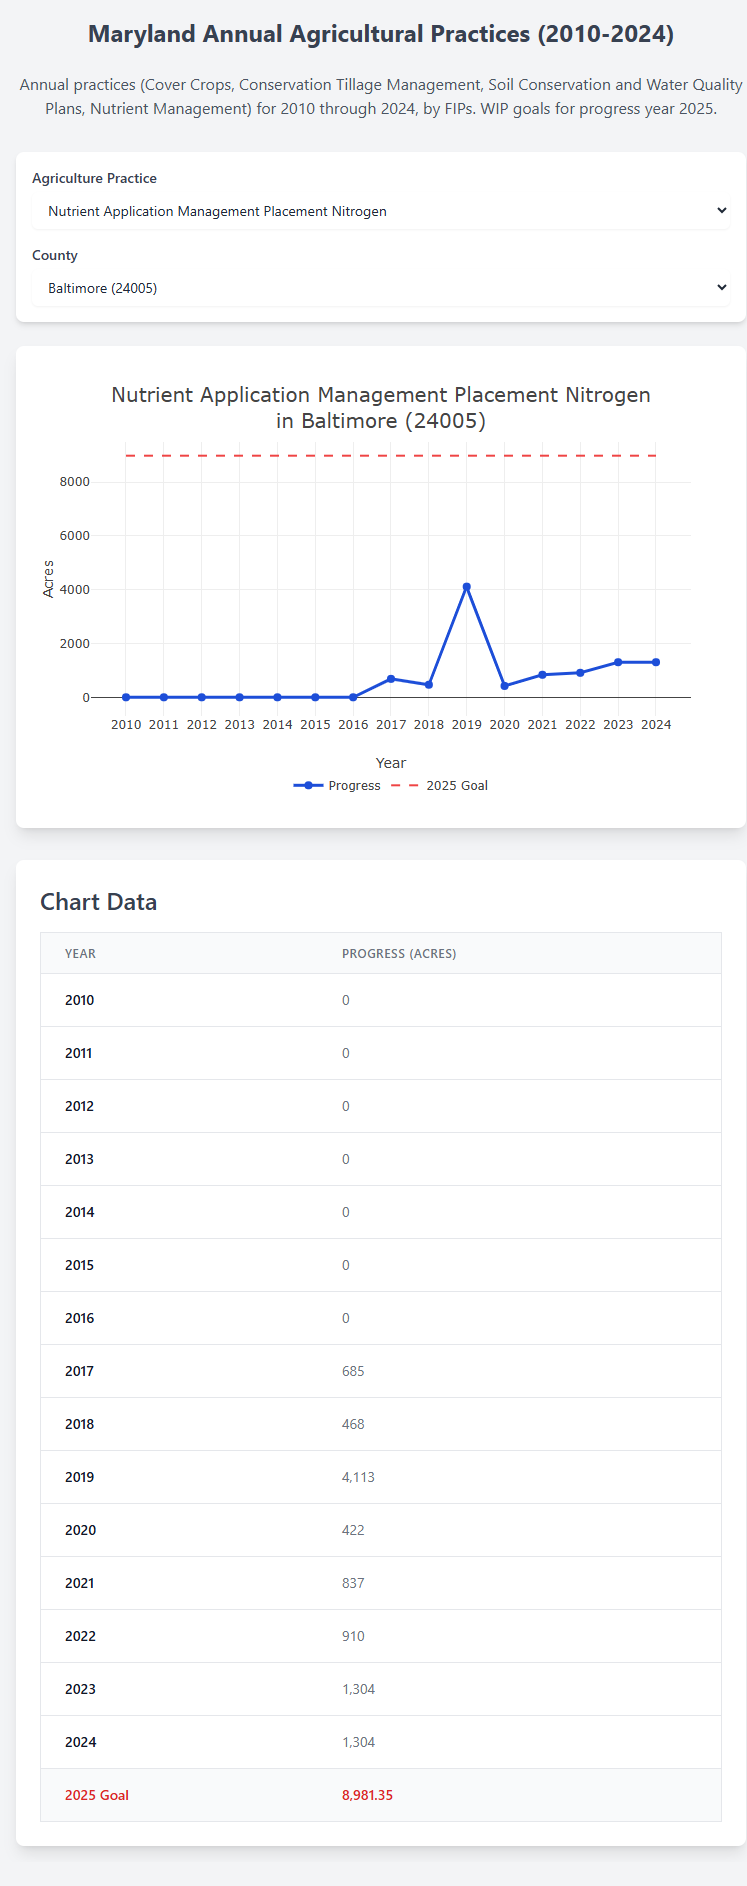 Maryland Annual Agricultural Practices (2010-2024)
Annual practices (Cover Crops, Conservation Tillage Management, Soil Conservation and Water Quality
Plans, Nutrient Management) for 2010 through 2024, by FIPs. WIP goals for progress year 2025.
Agriculture Practice
Nutrient Application Management Placement Nitrogen
County
Baltimore (24005)
Nutrient Application Management Placement Nitrogen
in Baltimore (24005)
8000
6000
4000
2000
0
Acres
2010 2011 2012 2013 2014 2015 2016 2017 2018 2019 2020 2021 2022 2023 2024
Year
Progress 2025 Goal
Chart Data
YEAR PROGRESS (ACRES)
2010 0
2011 0
2012 0
2013 0
2014 0
2015 0
2016 0
2017 685
2018 468
2019 4,113
2020 422
2021 837
2022 910
2023 1,304
2024 1,304
2025 Goal 8,981.35